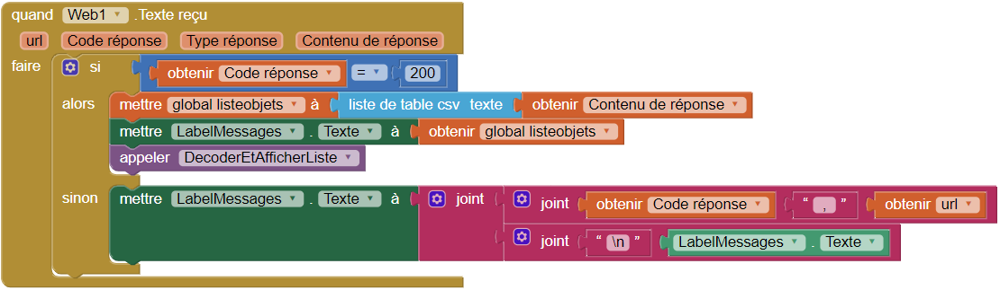 quand Web1 .Texte reçu
url Code réponse Type réponse Contenu de réponse
faire si obtenir Code réponse = 200
alors mettre global listeobjets à liste de table csv texte obtenir Contenu de réponse
mettre LabelMessages . Texte à obtenir global listeobjets
appeler DecoderEtAfficherListe
sinon mettre LabelMessages . Texte à joint joint obtenir Code réponse “ , ” obtenir url
joint “ \n ” LabelMessages . Texte